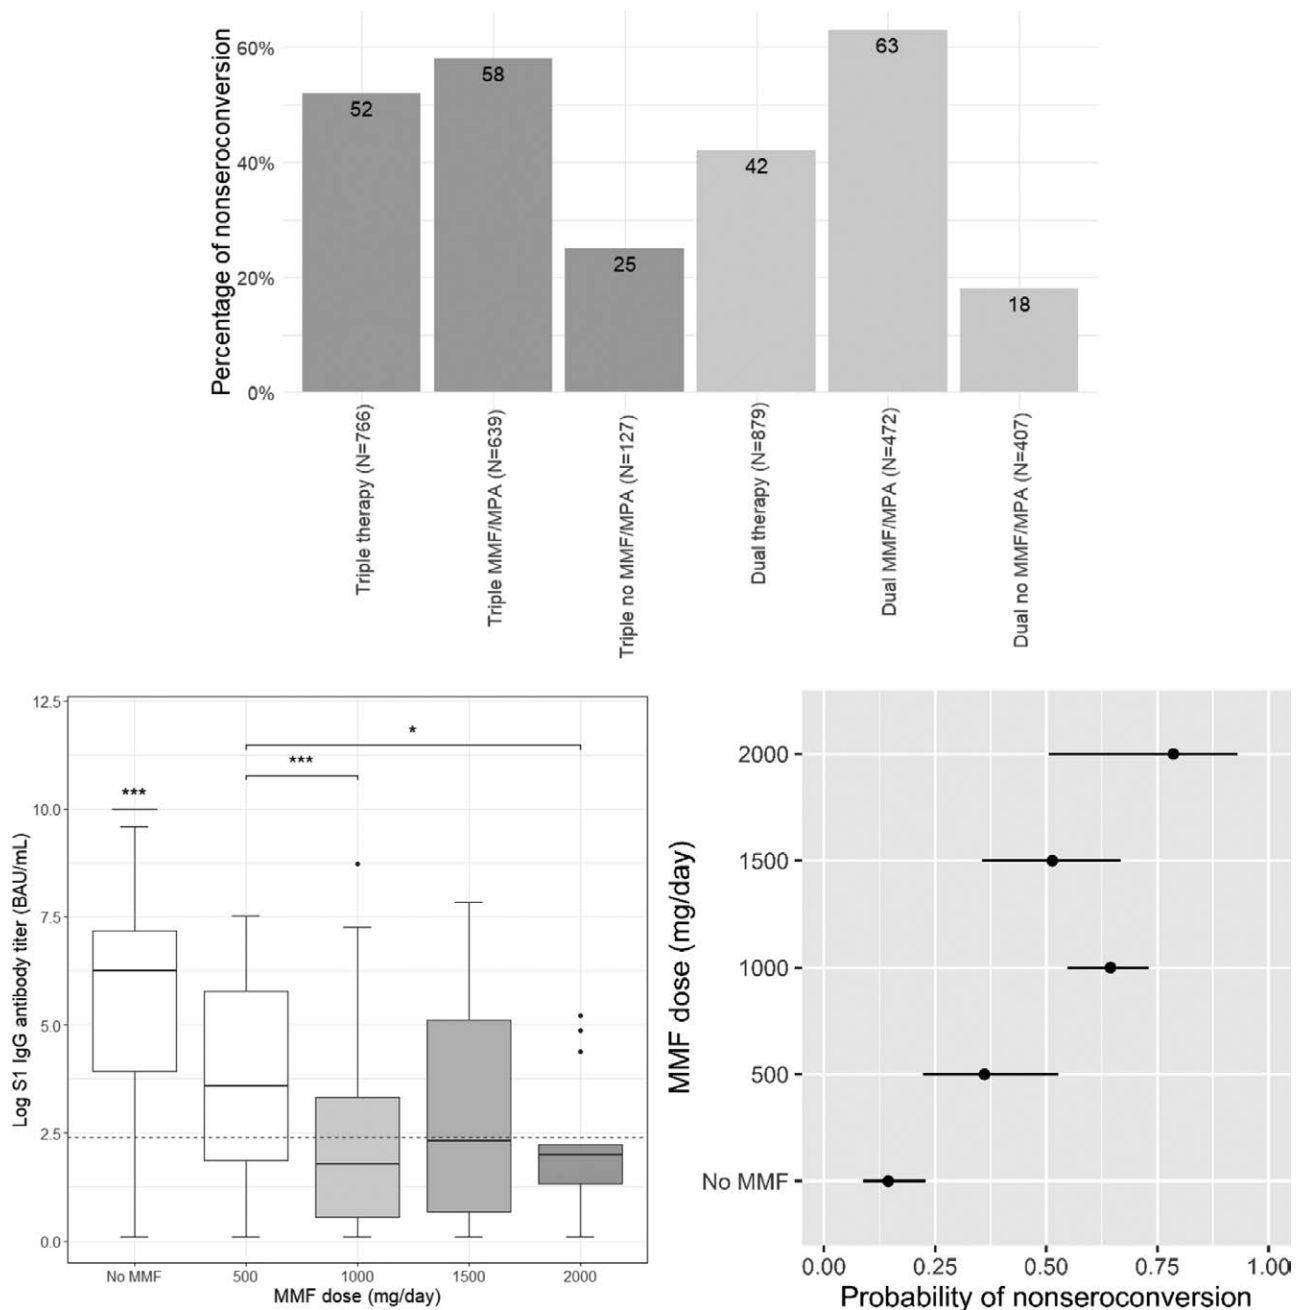 Percentage of nonseroconversion
60%
40%
20%
0%
52
58
25
42
63
18
Triple therapy (N=766)
Triple MMF/MPA (N=639)
Triple no MMF/MPA (N=127)
Dual therapy (N=879)
Dual MMF/MPA (N=472)
Dual no MMF/MPA (N=407)
Log S1 IgG antibody titer (BAU/mL)
12.5
10.0
7.5
5.0
2.5
0.0
*
***
***
No MMF 500 1000 1500 2000
MMF dose (mg/day)
MMF dose (mg/day)
2000
1500
1000
500
No MMF
0.00 0.25 0.50 0.75 1.00
Probability of nonseroconversion